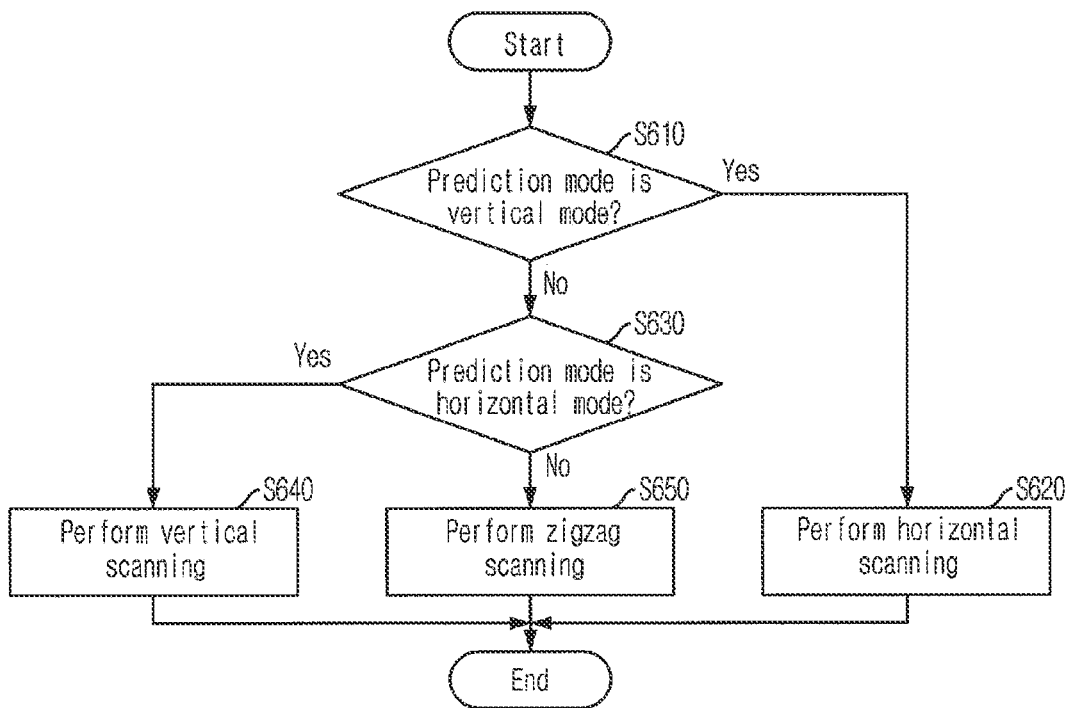 Start
S610
Prediction mode is
vertical mode?
Yes
No
S630
Yes
Prediction mode is
horizontal mode?
No
S640
Perform vertical
scanning
S650
Perform zigzag
scanning
S620
Perform horizontal
scanning
End